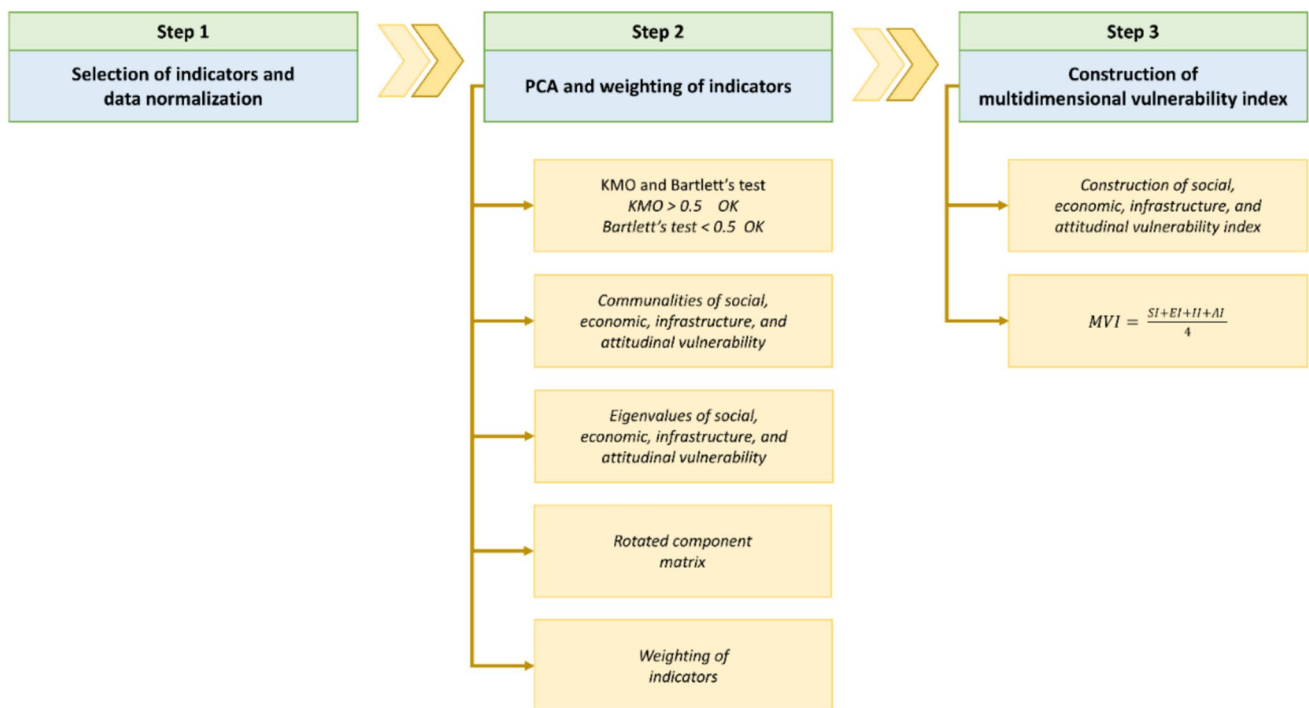 Step 1
Selection of indicators and
data normalization
Step 2
PCA and weighting of indicators
KMO and Bartlett's test
KMO > 0.5 OK
Bartlett's test < 0.5 OK
Communalities of social,
economic, infrastructure, and
attitudinal vulnerability
Eigenvalues of social,
economic, infrastructure, and
attitudinal vulnerability
Rotated component
matrix
Weighting of
indicators
Step 3
Construction of
multidimensional vulnerability index
Construction of social,
economic, infrastructure, and
attitudinal vulnerability index
MVI = SI+EI+II+AI
4